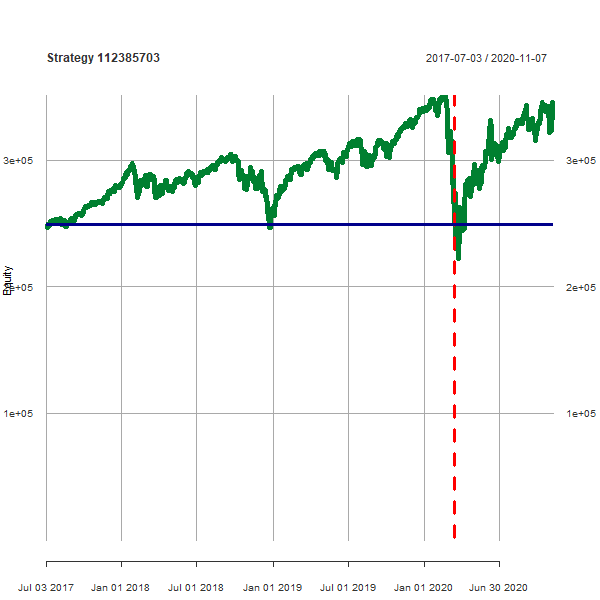 Strategy 112385703
2017-07-03 / 2020-11-07
3e+05
3e+05
Equity
2e+05
2e+05
1e+05
1e+05
Jul 03 2017
Jan 01 2018
Jul 01 2018
Jan 01 2019
Jul 01 2019
Jan 01 2020
Jun 30 2020